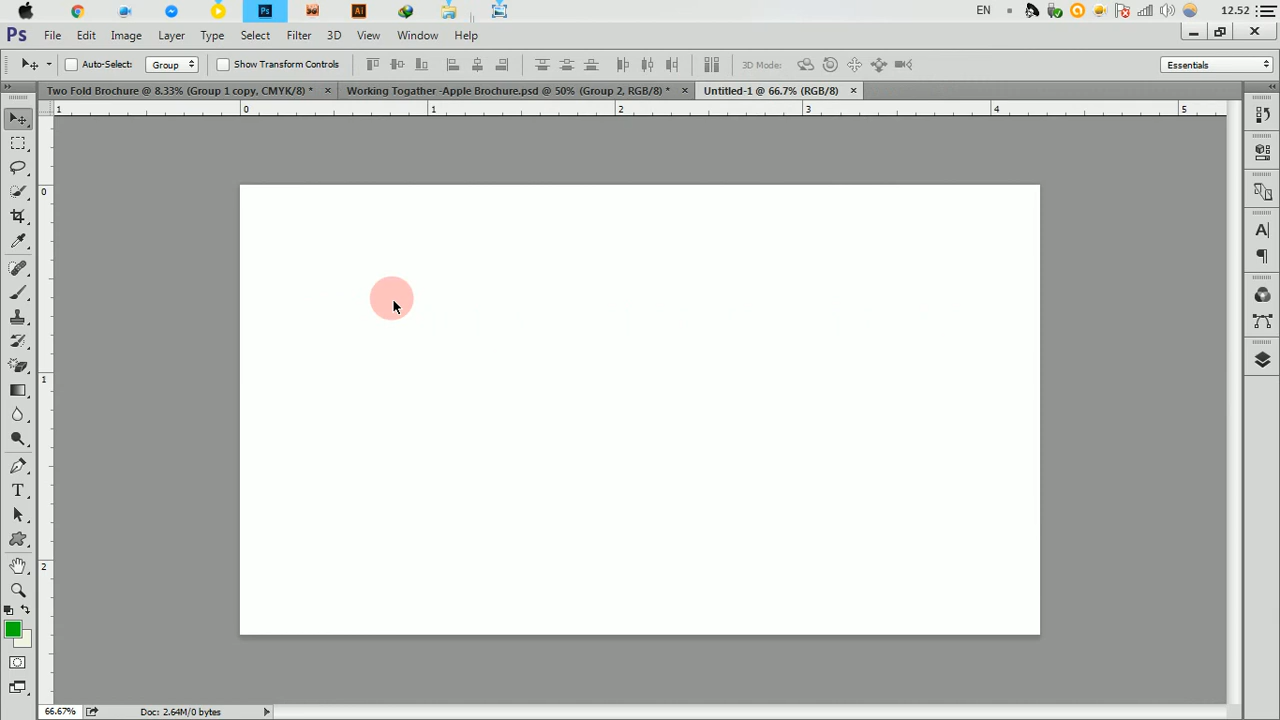 EN 12.52
Ps File Edit Image Layer Type Select Filter 3D View Window Help
Auto-Select: Group Show Transform Controls 3D Mode: Essentials
Two Fold Brochure @ 8.33% (Group 1 copy, CMYK/8) * × Working Togather -Apple Brochure.psd @ 50% (Group 2, RGB/8) * × Untitled-1 @ 66.7% (RGB/8) ×
1 0 1 2 3 4 5
0
1
2
66.67% Doc: 2.64M/0 bytes